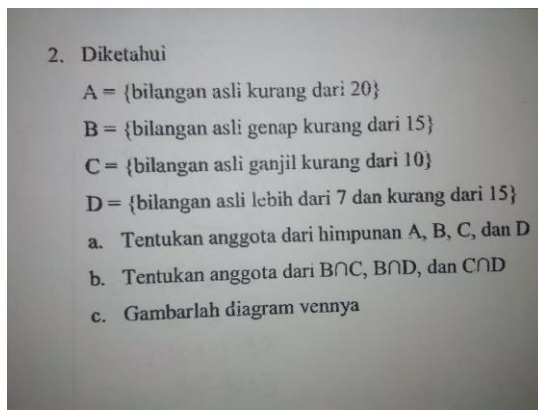 2. Diketahui
A = {bilangan asli kurang dari 20}
B = {bilangan asli genap kurang dari 15}
C = {bilangan asli ganjil kurang dari 10}
D = {bilangan asli lebih dari 7 dan kurang dari 15}
a. Tentukan anggota dari himpunan A, B, C, dan D
b. Tentukan anggota dari B∩C, B∩D, dan C∩D
c. Gambarlah diagram vennya